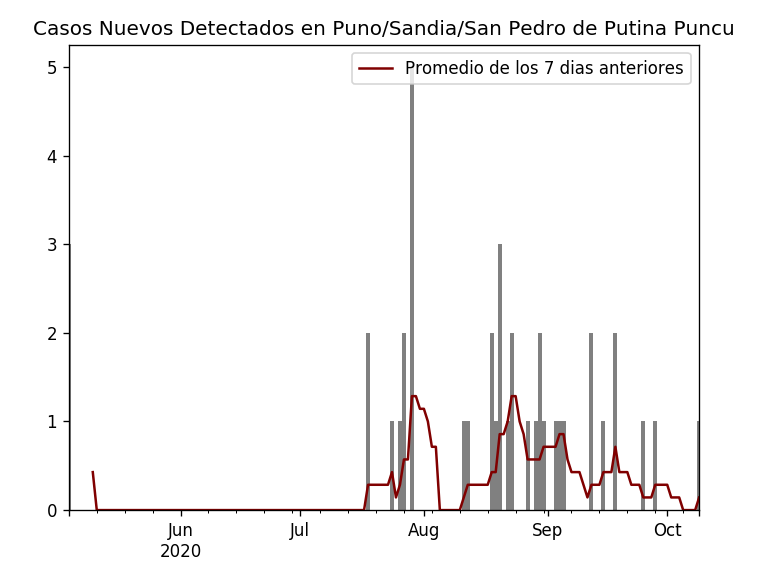 Casos Nuevos Detectados en Puno/Sandia/San Pedro de Putina Puncu
Promedio de los 7 dias anteriores
5
4
3
2
1
0
Jun Jul Aug Sep Oct
2020